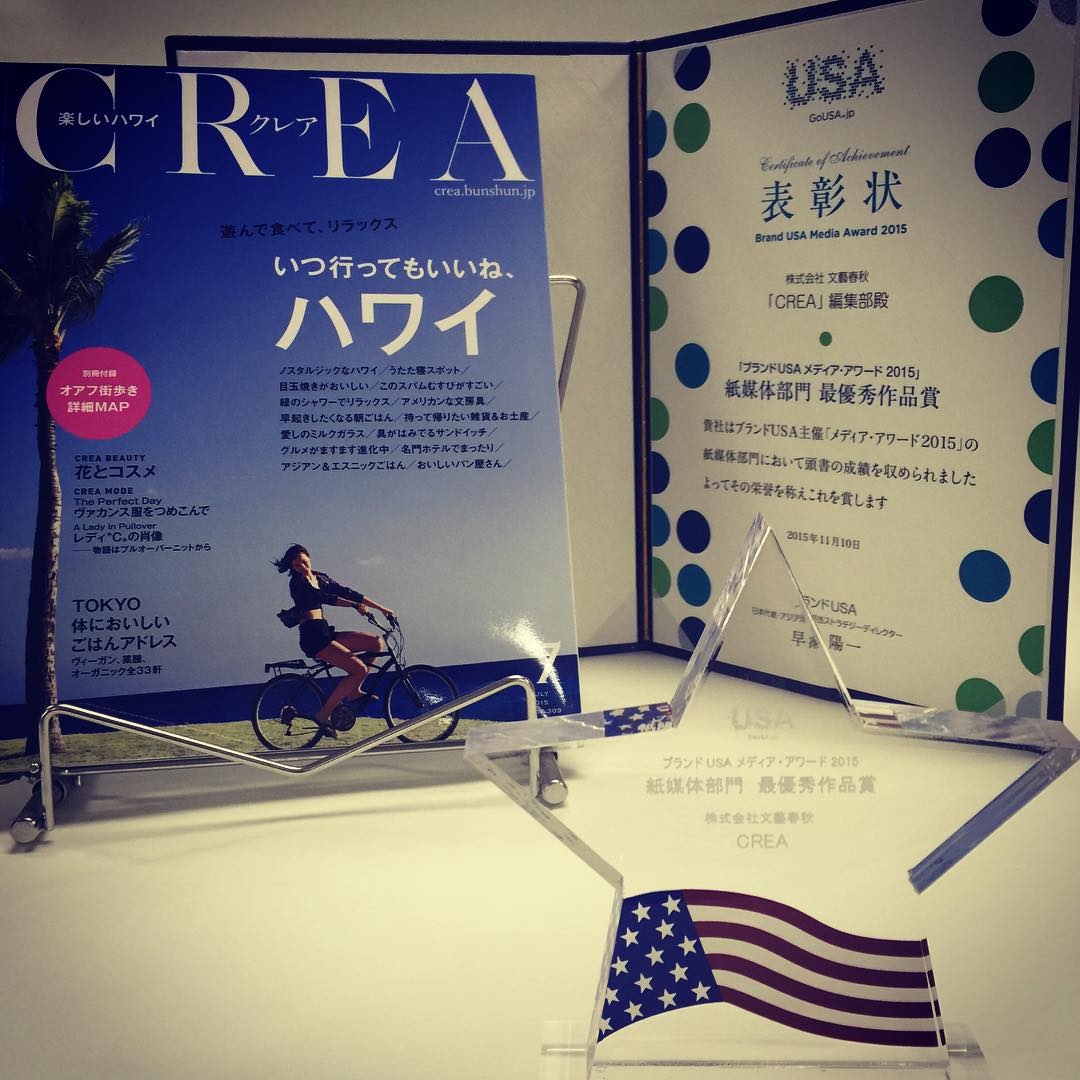 CREA
楽しいハワイ
クレア
crea.bunshun.jp
遊んで食べて、リラックス
いつ行ってもいいね、
ハワイ
ノスタルジックなハワイ/うたた寝スポット/
目玉焼きがおいしい/このスパムむすびがすごい/
緑のシャワーでリラックス/アメリカンな文房具/
早起きしたくなる朝ごはん/持って帰りたい雑貨&お土産/
愛しのミルクガラス/具がはみでるサンドイッチ/
グルメがますます進化中/名門ホテルでまったり/
アジアン&エスニックごはん/おいしいパン屋さん/
別冊付録
オアフ街歩き
詳細MAP
CREA BEAUTY
花とコスメ
CREA MODE
The Perfect Day
ヴァカンス服をつめこんで
A Lady in Pullover
レディ“C„の肖像
──物語はプルオーバーニットから
TOKYO
体においしい
ごはんアドレス
ヴィーガン、薬膳、
オーガニック全33軒
7
JULY
2015
309
USA
GoUSA.jp
Certificate of Achievement
表彰状
Brand USA Media Award 2015
株式会社 文藝春秋
「CREA」編集部殿
「ブランドUSA メディア・アワード 2015」
紙媒体部門 最優秀作品賞
貴社はブランドUSA主催「メディア・アワード2015」の
紙媒体部門において頭書の成績を収められました
よってその栄誉を称えこれを賞します
2015年11月10日
ランドUSA
ストラテジーディレクター
陽一
USA
ブランド USA メディア・アワード 2015
紙媒体部門 最優秀作品賞
株式会社文藝春秋
CREA